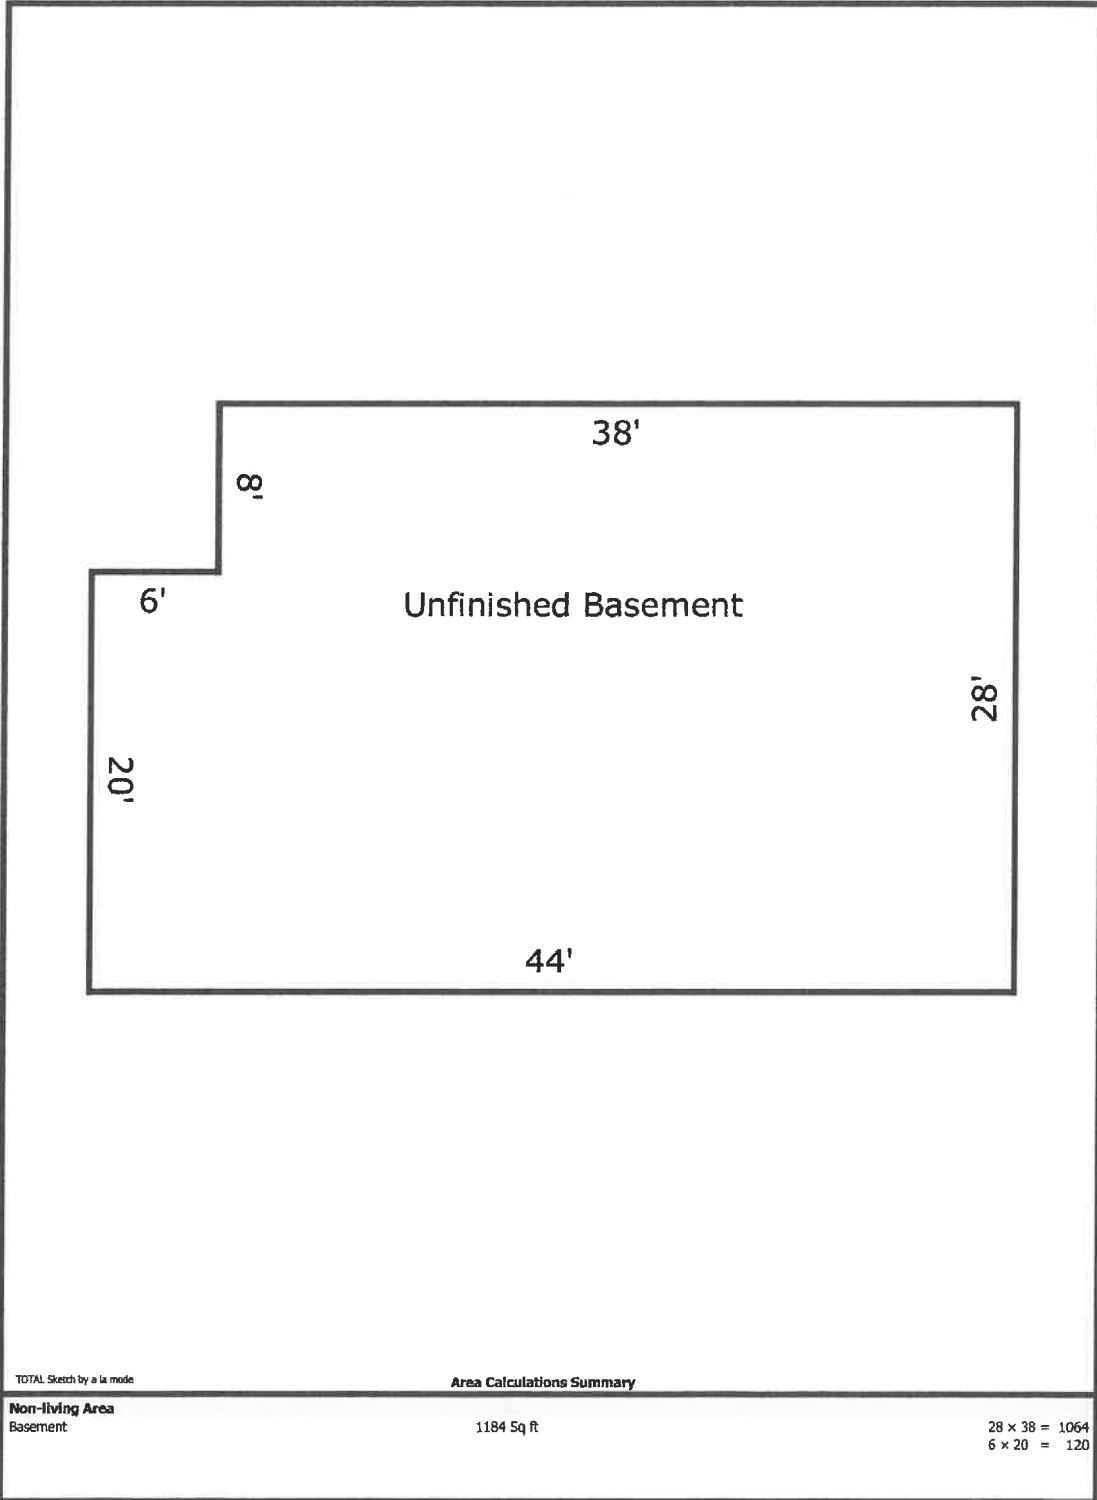 38'
8'
6'
Unfinished Basement
28'
20'
44'
TOTAL Sketch by a la mode
Area Calculations Summary
Non-living Area
Basement 1184 Sq ft 28 × 38 = 1064
6 × 20 = 120